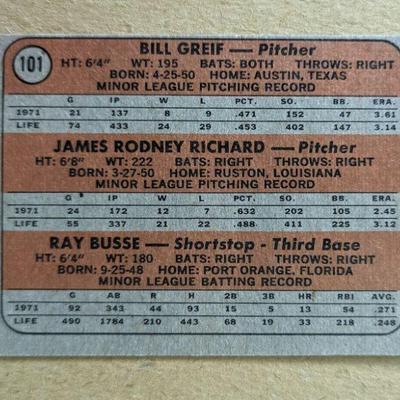 101
BILL GREIF — Pitcher
HT: 6'4" WT: 195 BATS: BOTH THROWS: RIGHT
BORN: 4-25-50 HOME: AUSTIN, TEXAS
MINOR LEAGUE PITCHING RECORD
G IP W L PCT. SO. BB. ERA.
1971 21 137 8 9 .471 152 47 3.61
LIFE 74 433 24 29 .453 402 147 3.14
JAMES RODNEY RICHARD — Pitcher
HT: 6'8" WT: 222 BATS: RIGHT THROWS: RIGHT
BORN: 3-27-50 HOME: RUSTON, LOUISIANA
MINOR LEAGUE PITCHING RECORD
G IP W L PCT. SO. BB. ERA.
1971 24 172 12 7 .632 202 105 2.45
LIFE 55 337 21 22 .488 411 225 3.12
RAY BUSSE — Shortstop - Third Base
HT: 6'4" WT: 180 BATS: RIGHT THROWS: RIGHT
BORN: 9-25-48 HOME: PORT ORANGE, FLORIDA
MINOR LEAGUE BATTING RECORD
G AB R H 2B 3B HR RBI AVG.
1971 92 343 44 93 15 5 13 54 .271
LIFE 490 1784 210 443 68 19 33 218 .248